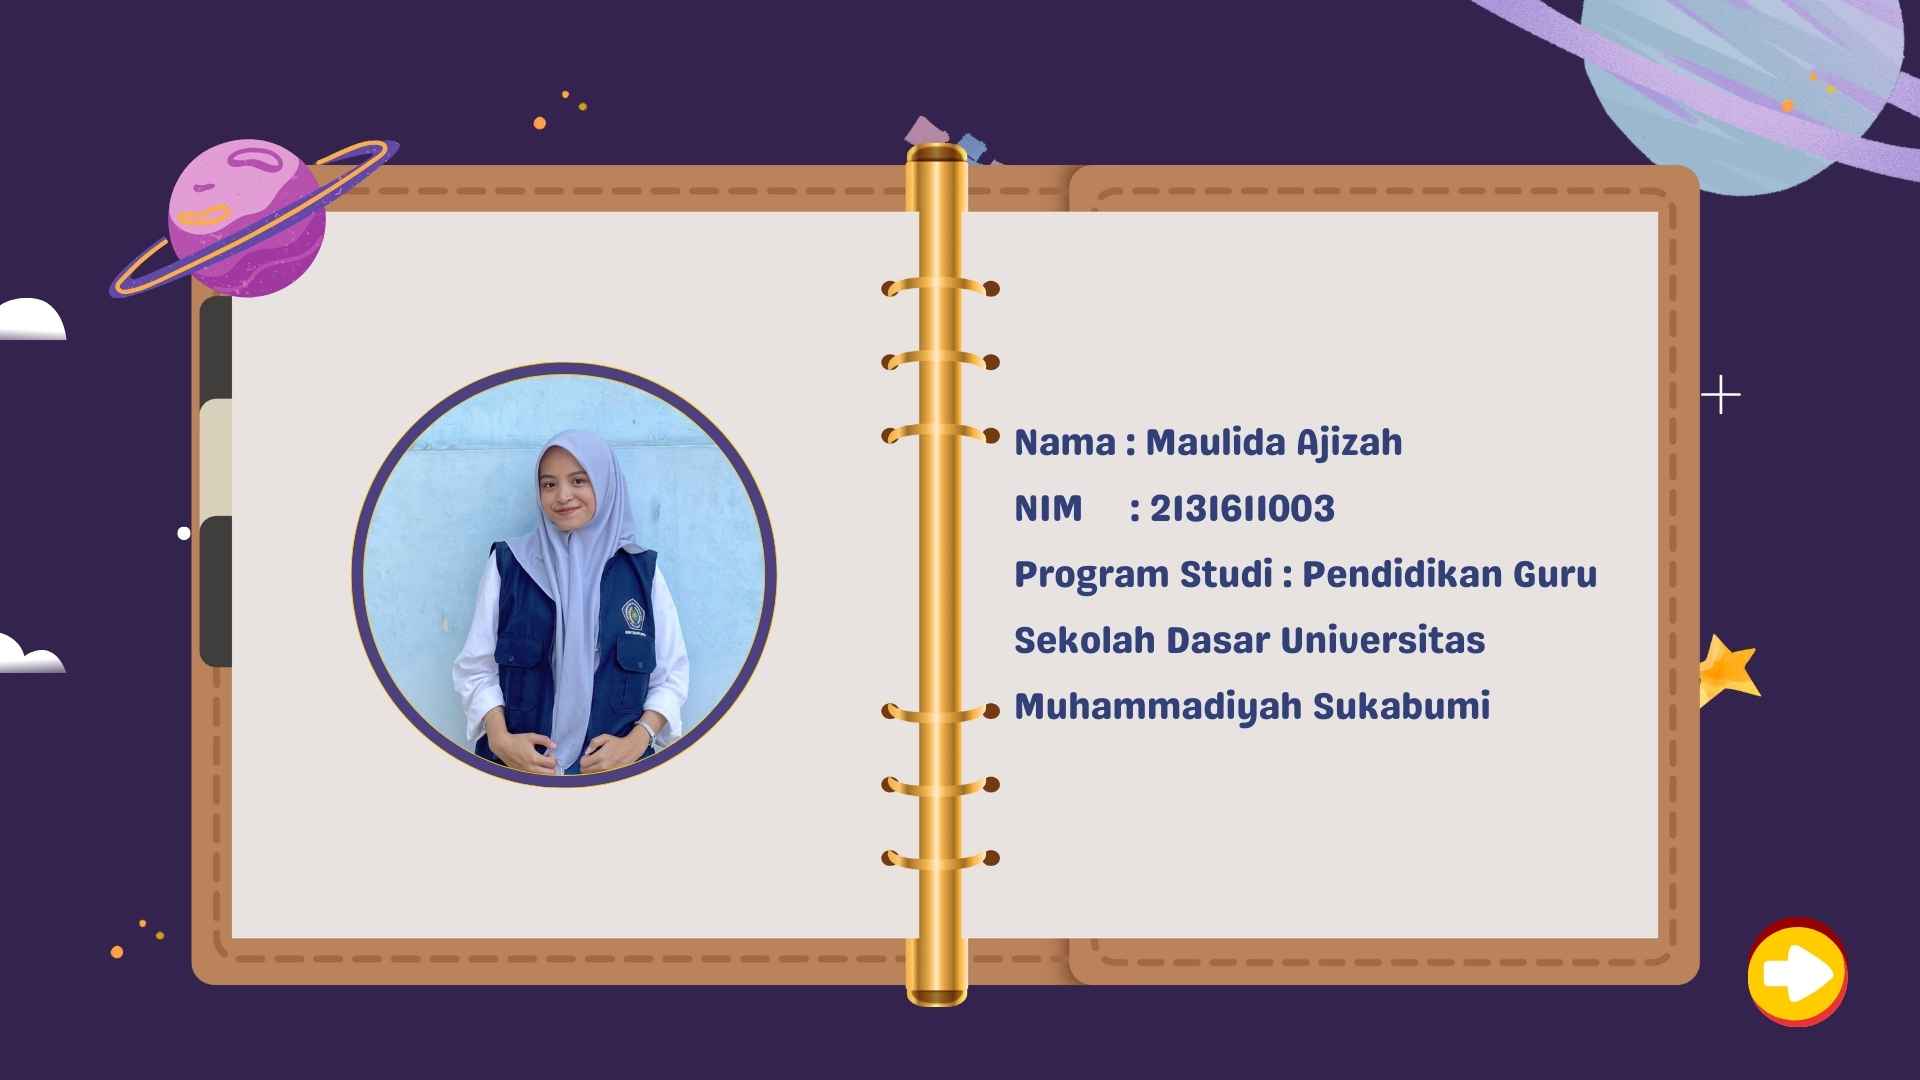 Nama : Maulida Ajizah
NIM : 2131611003
Program Studi : Pendidikan Guru
Sekolah Dasar Universitas
Muhammadiyah Sukabumi